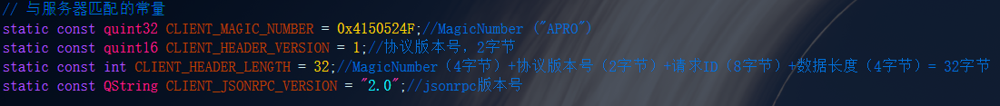 // 与服务器匹配的常量
static const quint32 CLIENT_MAGIC_NUMBER = 0x4150524F;//MagicNumber ("APRO")
static const quint16 CLIENT_HEADER_VERSION = 1;//协议版本号，2字节
static const int CLIENT_HEADER_LENGTH = 32;//MagicNumber（4字节）+协议版本号（2字节）+请求ID（8字节）+数据长度（4字节）= 32字节
static const QString CLIENT_JSONRPC_VERSION = "2.0";//jsonrpc版本号